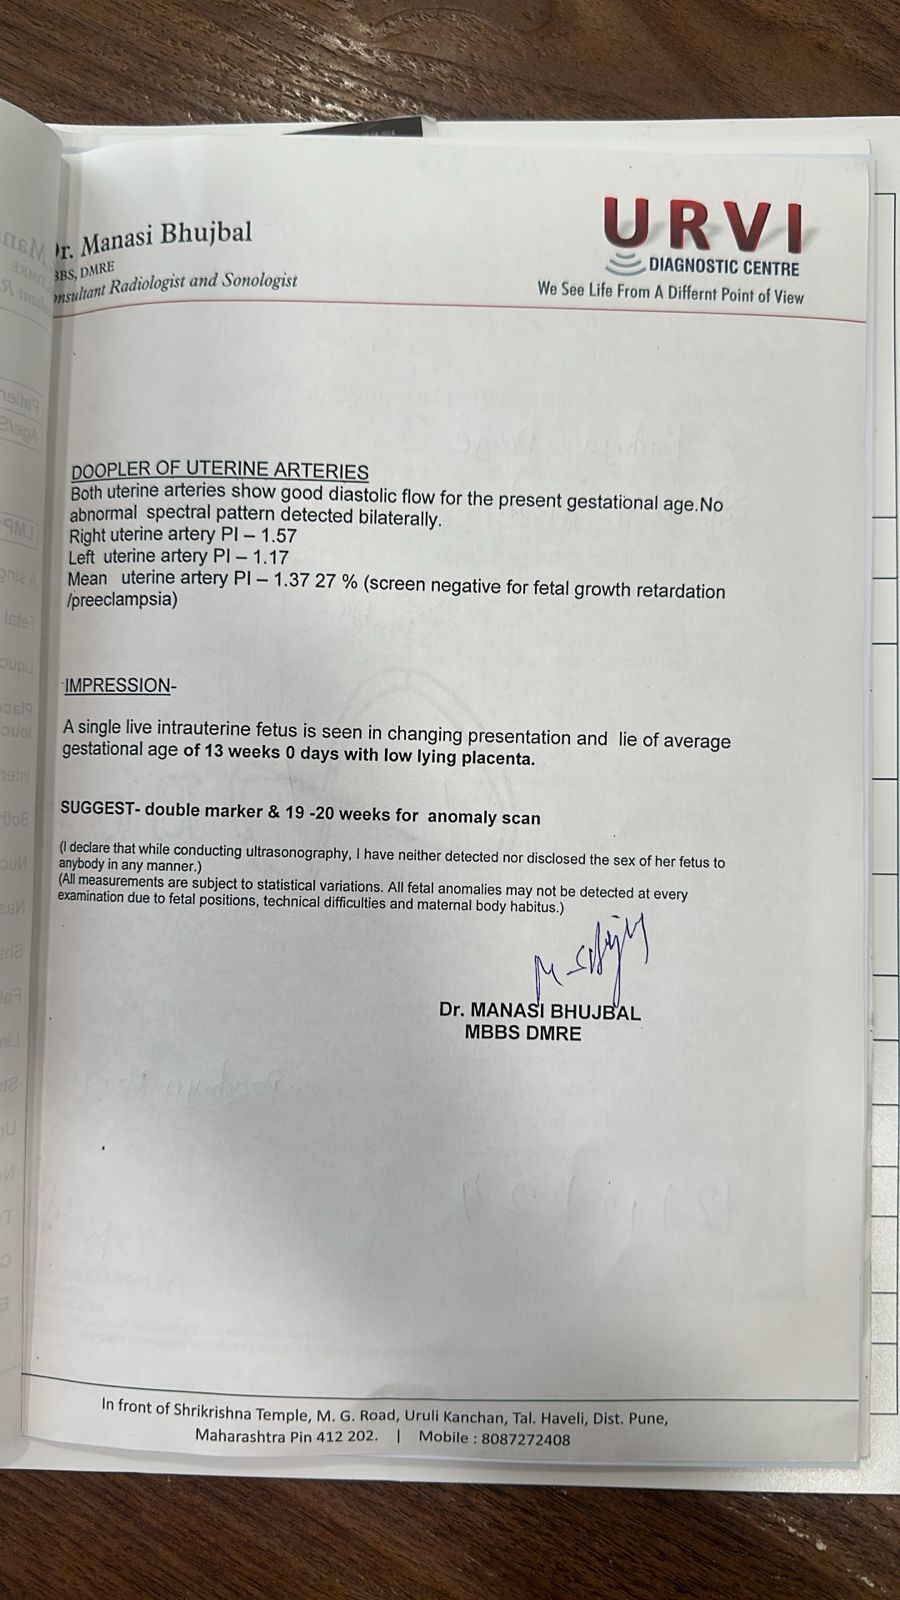 r. Manasi Bhujbal
BBS, DMRE
onsultant Radiologist and Sonologist
URVI
DIAGNOSTIC CENTRE
We See Life From A Differnt Point of View
DOOPLER OF UTERINE ARTERIES
Both uterine arteries show good diastolic flow for the present gestational age.No
abnormal spectral pattern detected bilaterally.
Right uterine artery PI – 1.57
Left uterine artery PI – 1.17
Mean uterine artery PI – 1.37 27 % (screen negative for fetal growth retardation
/preeclampsia)
IMPRESSION-
A single live intrauterine fetus is seen in changing presentation and lie of average
gestational age of 13 weeks 0 days with low lying placenta.
SUGGEST- double marker & 19 -20 weeks for anomaly scan
(I declare that while conducting ultrasonography, I have neither detected nor disclosed the sex of her fetus to
anybody in any manner.)
(All measurements are subject to statistical variations. All fetal anomalies may not be detected at every
examination due to fetal positions, technical difficulties and maternal body habitus.)
Dr. MANASI BHUJBAL
MBBS DMRE
In front of Shrikrishna Temple, M. G. Road, Uruli Kanchan, Tal. Haveli, Dist. Pune,
Maharashtra Pin 412 202. | Mobile : 8087272408